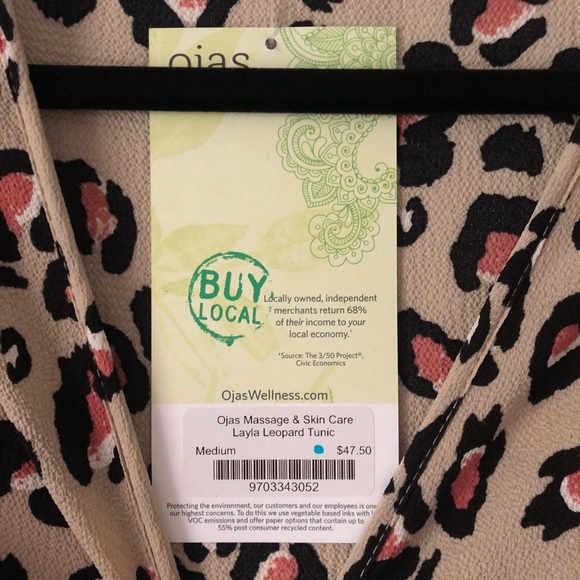 ojas
BUY
LOCAL
Locally owned, independent
merchants return 68%
of their income to your
local economy.*
*Source: The 3/50 Project®,
Civic Economics
OjasWellness.com
Ojas Massage & Skin Care
Layla Leopard Tunic
Medium $47.50
9703343052
Protecting the environment, our customers and our employees is one
our highest concerns. To do this we use vegetable based inks with
VOC emissions and offer paper options that contain up to
55% post consumer recycled content.